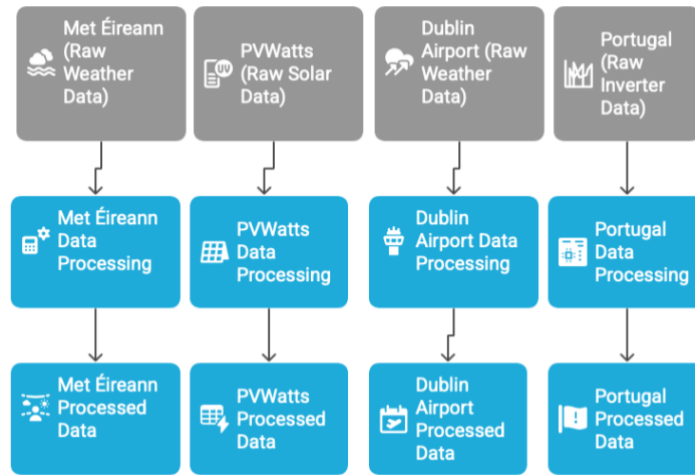 Met Éireann
(Raw
Weather
Data)
PVWatts
(Raw Solar
Data)
UV
Dublin
Airport (Raw
Weather
Data)
Portugal
(Raw
Inverter
Data)
Met Éireann
Data
Processing
PVWatts
Data
Processing
Dublin
Airport Data
Processing
Portugal
Data
Processing
Met Éireann
Processed
Data
PVWatts
Processed
Data
Dublin
Airport
Processed
Data
Portugal
Processed
Data